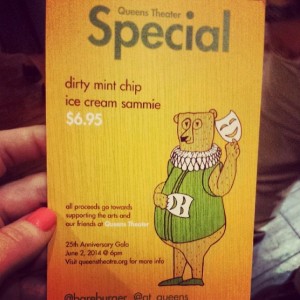 Queens Theater
Special
dirty mint chip
ice cream sammie
$6.95
all proceeds go towards
supporting the arts and
our friends at Queens Theater
25th Anniversary Gala
June 2, 2014 @ 6pm
Visit queenstheatre.org for more info
@bareburger @qt_queens